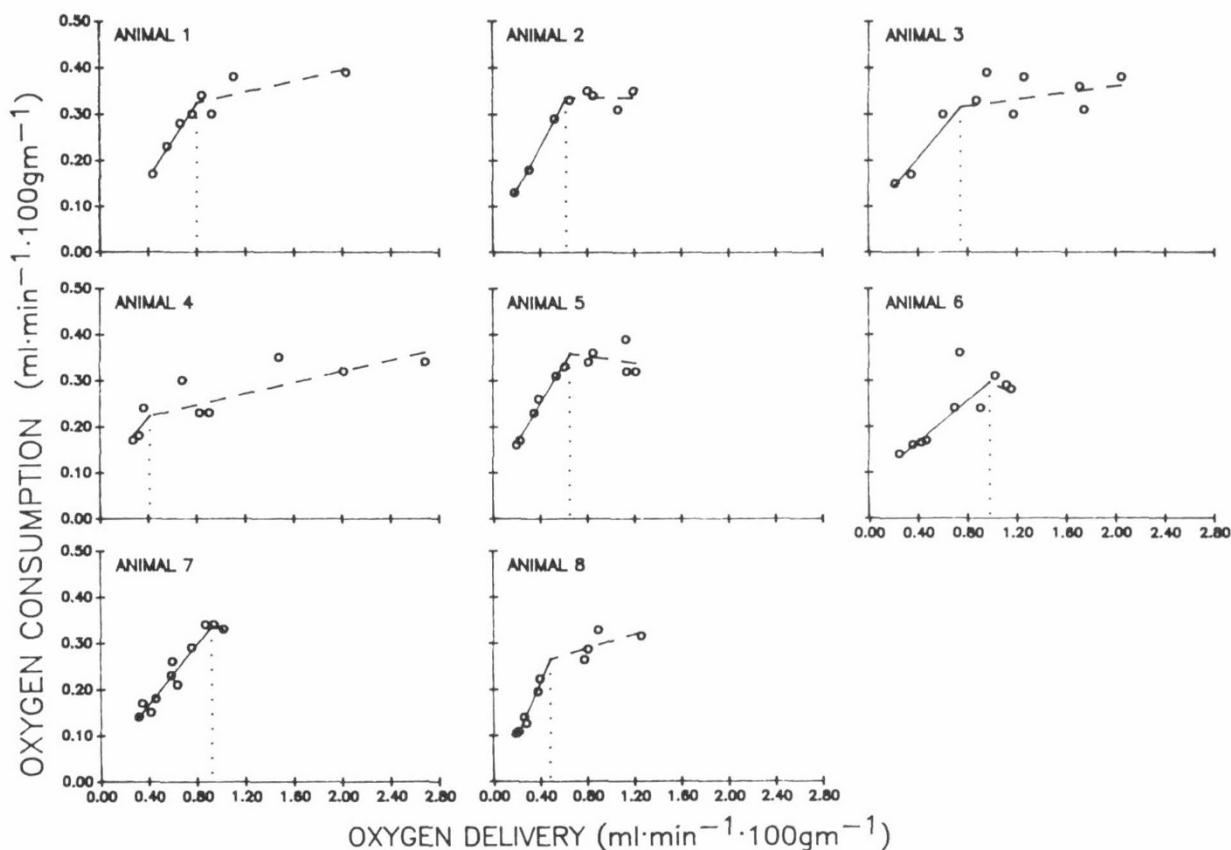 OXYGEN CONSUMPTION (ml·min⁻¹·100gm⁻¹)
ANIMAL 1
0.50
0.40
0.30
0.20
0.10
0.00
ANIMAL 2
ANIMAL 3
ANIMAL 4
0.50
0.40
0.30
0.20
0.10
0.00
ANIMAL 5
ANIMAL 6
0.00 0.40 0.80 1.20 1.60 2.00 2.40 2.80
ANIMAL 7
0.50
0.40
0.30
0.20
0.10
0.00
0.00 0.40 0.80 1.20 1.60 2.00 2.40 2.80
ANIMAL 8
0.00 0.40 0.80 1.20 1.60 2.00 2.40 2.80
OXYGEN DELIVERY (ml·min⁻¹·100gm⁻¹)